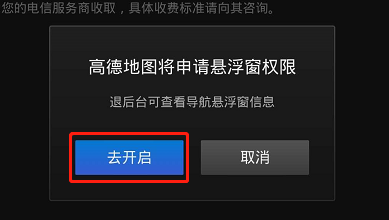 您的电信服务商收取，具体收费标准请向其咨询。
高德地图将申请悬浮窗权限
退后台可查看导航悬浮窗信息
去开启
取消